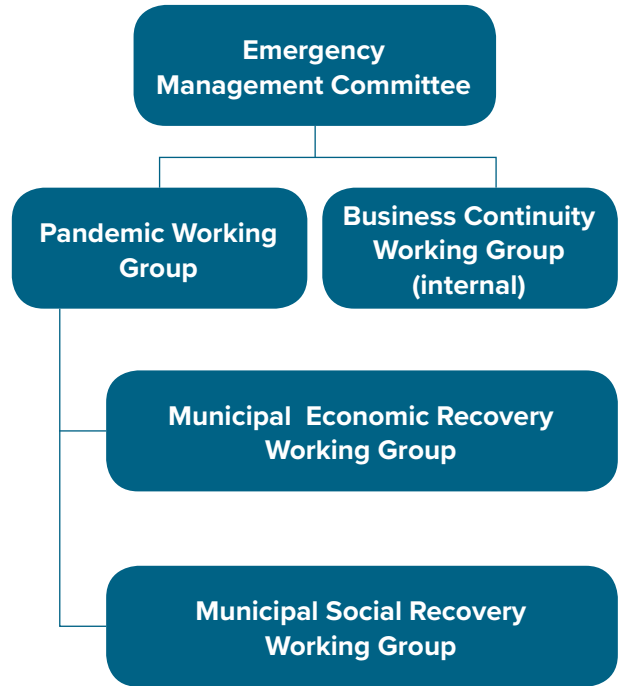 Emergency
Management Committee
Pandemic Working
Group
Business Continuity
Working Group
(internal)
Municipal  Economic Recovery
Working Group
Municipal Social Recovery
Working Group